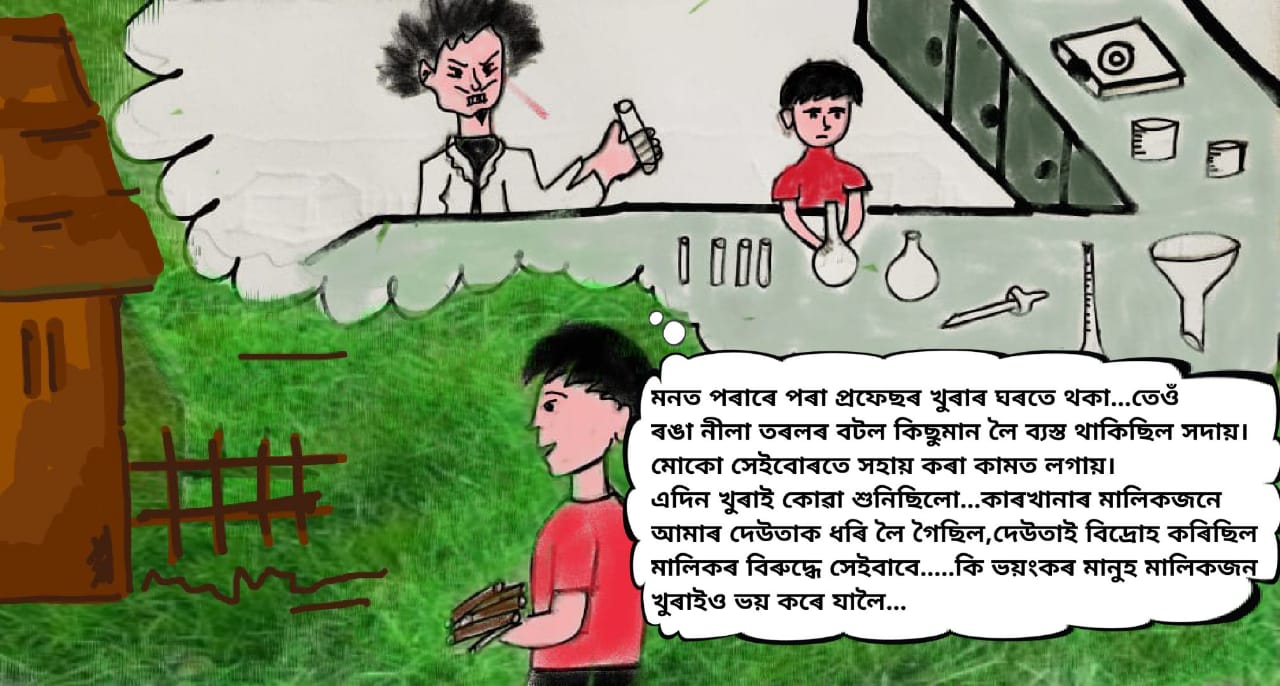 মনত পৰাৰে পৰা প্ৰফেছৰ খুৰাৰ ঘৰতে থকা...তেওঁ
ৰঙা নীলা তৰলৰ বটল কিছুমান লৈ ব্যস্ত থাকিছিল সদায়।
মোকো সেইবোৰতে সহায় কৰা কামত লগায়।
এদিন খুৰাই কোৱা শুনিছিলো...কাৰখানাৰ মালিকজনে
আমাৰ দেউতাক ধৰি লৈ গৈছিল,দেউতাই বিদ্ৰোহ কৰিছিল
মালিকৰ বিৰুদ্ধে সেইবাবে.....কি ভয়ংকৰ মানুহ মালিকজন
খুৰাইও ভয় কৰে যালৈ...